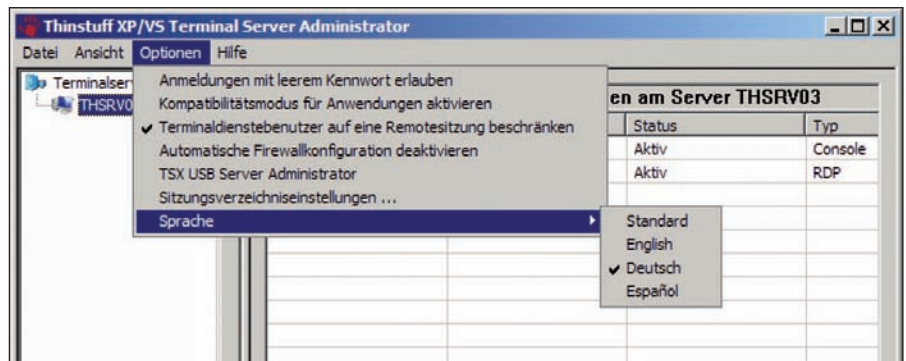 Thinstuff XP/VS Terminal Server Administrator
Datei Ansicht Optionen Hilfe
Anmeldungen mit leerem Kennwort erlauben
Kompatibilitätsmodus für Anwendungen aktivieren
Terminaldienstebenutzer auf eine Remotesitzung beschränken
Automatische Firewallkonfiguration deaktivieren
TSX USB Server Administrator
Sitzungsverzeichniseinstellungen ...
Sprache
Standard
English
Deutsch
Español
Terminalser
THSRV0
en am Server THSRV03
Status Typ
Aktiv Console
Aktiv RDP